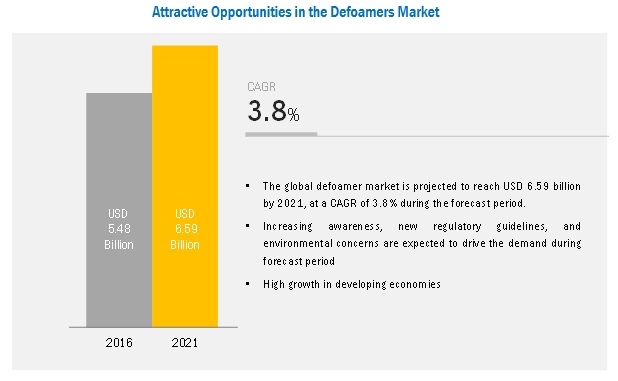 Attractive Opportunities in the Defoamers Market
CAGR
3.8%
USD
5.48
Billion
USD
6.59
Billion
2016
2021
▪ The global defoamer market is projected to reach USD 6.59 billion
by 2021, at a CAGR of 3.8% during the forecast period.
▪ Increasing awareness, new regulatory guidelines, and
environmental concerns are expected to drive the demand during
forecast period
▪ High growth in developing economies